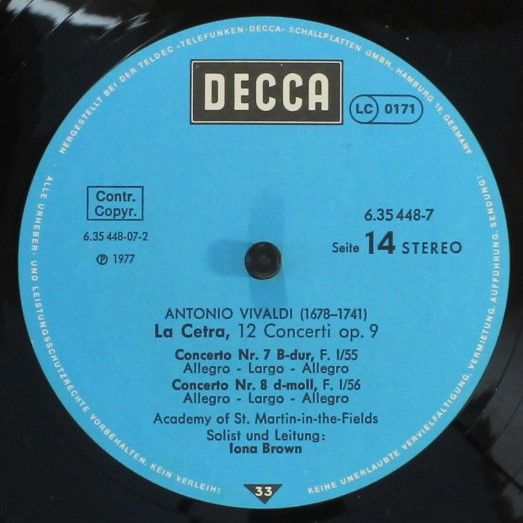 HERGESTELLT BEI DER TELDEC »TELEFUNKEN-DECCA« SCHALLPLATTEN GMBH, HAMBURG 19 GERMANY
DECCA
LC 0171
Contr.
Copyr.
6.35 448-07-2
Ⓟ 1977
6.35 448-7
Seite 14 STEREO
ANTONIO VIVALDI (1678–1741)
La Cetra, 12 Concerti op. 9
Concerto Nr. 7 B-dur, F. I/55
Allegro - Largo - Allegro
Concerto Nr. 8 d-moll, F. I/56
Allegro - Largo - Allegro
Academy of St. Martin-in-the-Fields
Solist und Leitung:
Iona Brown
33
ALLE URHEBER- UND LEISTUNGSSCHUTZRECHTE VORBEHALTEN. KEIN VERLEIH!
KEINE UNERLAUBTE VERVIELFÄLTIGUNG, VERMIETUNG, AUFFÜHRUNG, SENDUNG!